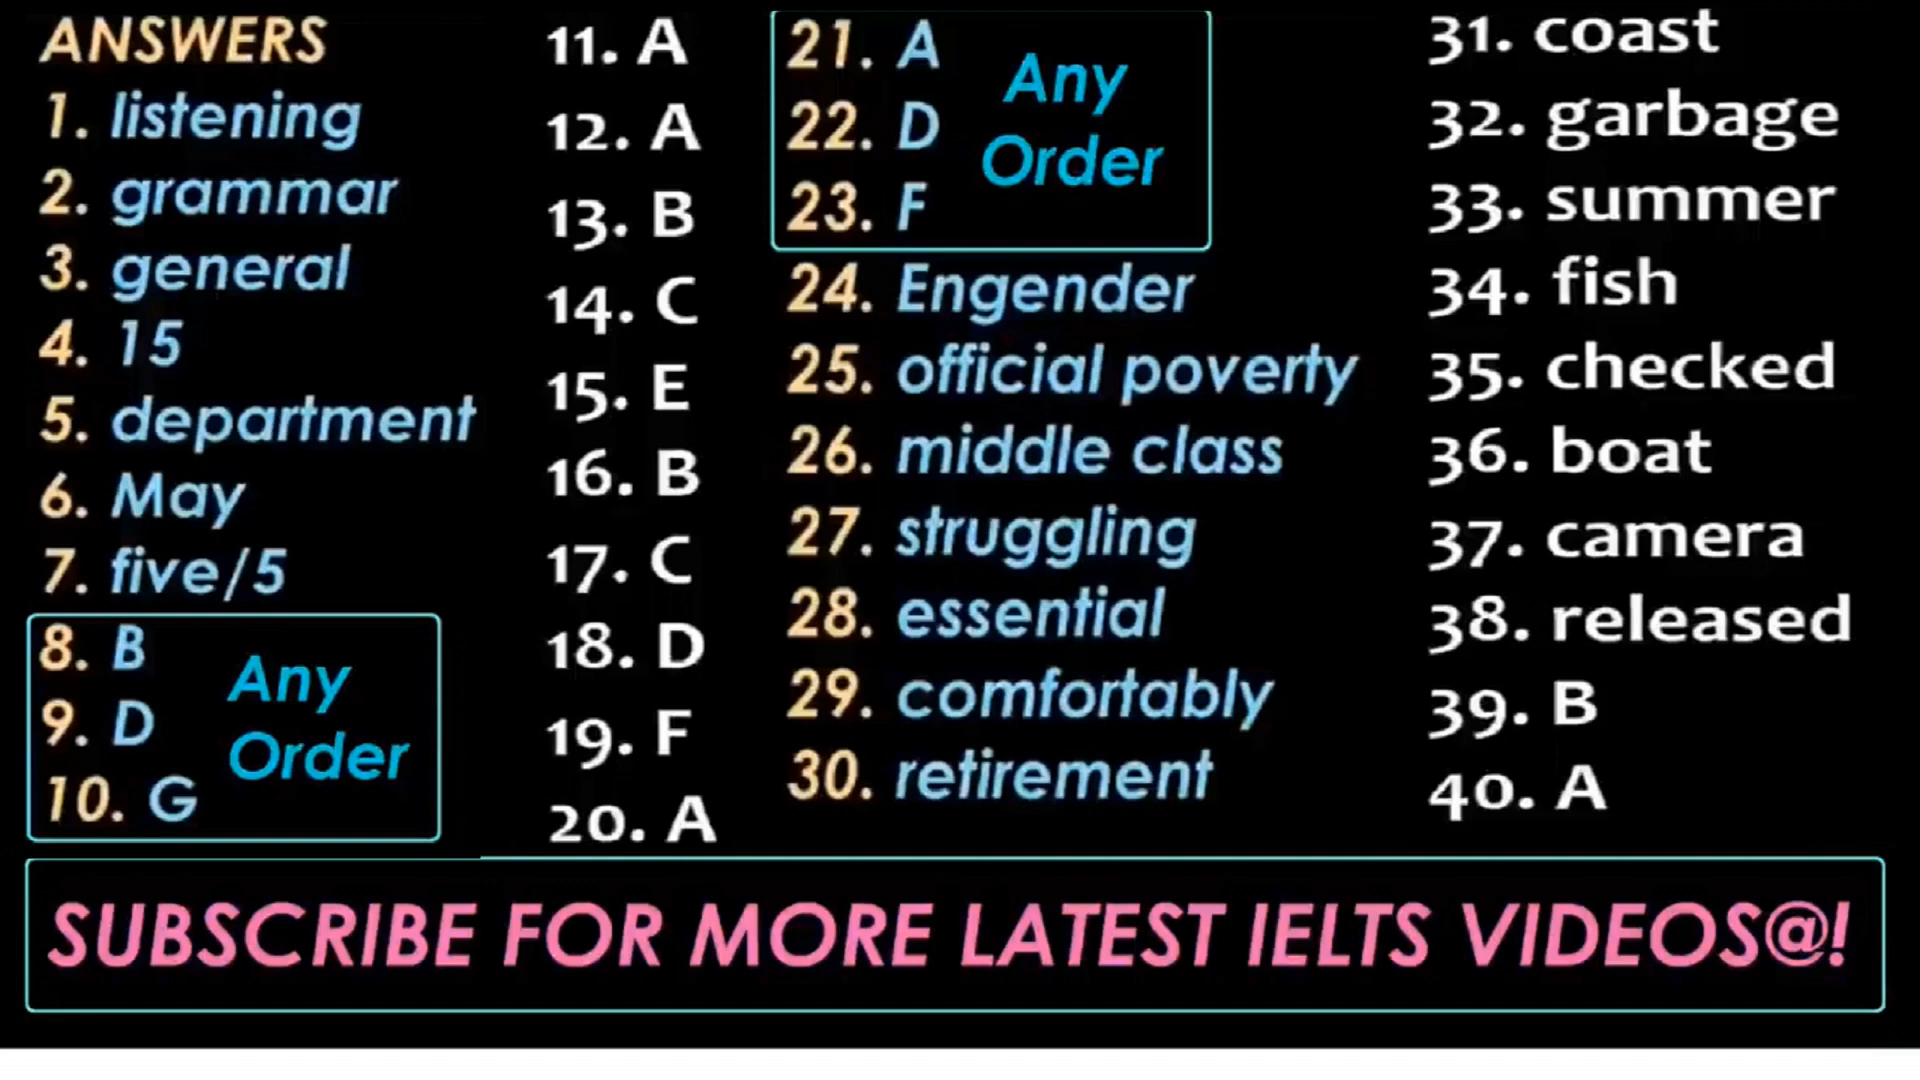 ANSWERS
1. listening
2. grammar
3. general
4. 15
5. department
6. May
7. five/5
8. B
9. D
10. G
Any
Order
11. A
12. A
13. B
14. C
15. E
16. B
17. C
18. D
19. F
20. A
21. A
22. D
23. F
Any
Order
24. Engender
25. official poverty
26. middle class
27. struggling
28. essential
29. comfortably
30. retirement
31. coast
32. garbage
33. summer
34. fish
35. checked
36. boat
37. camera
38. released
39. B
40. A
SUBSCRIBE FOR MORE LATEST IELTS VIDEOS@!